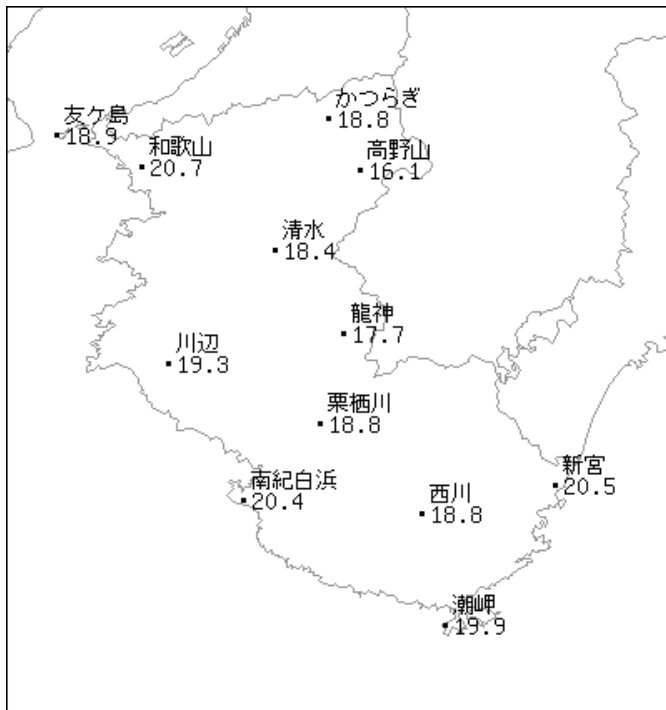 かつらぎ
18.8
友ケ島
18.9
和歌山
20.7
高野山
16.1
清水
18.4
龍神
17.7
川辺
19.3
栗栖川
18.8
新宮
20.5
南紀白浜
20.4
西川
18.8
潮岬
19.9